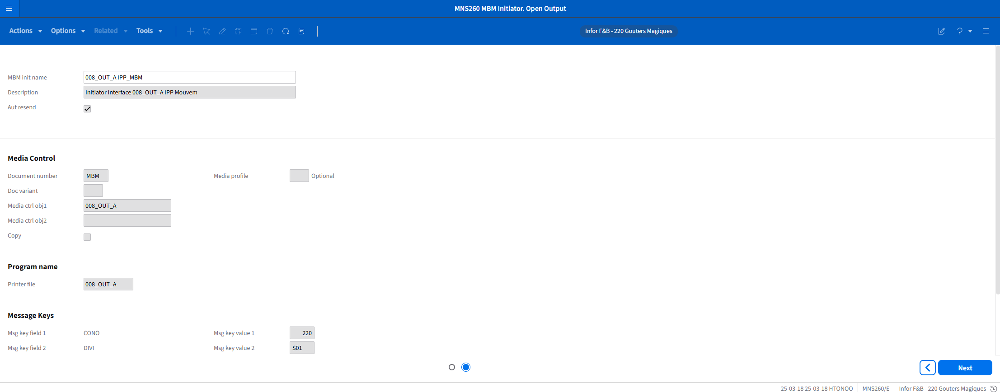 MNS260 MBM Initiator. Open Output
Actions Options Related Tools Infor F&B - 220 Gouters Magiques
MBM init name 008_OUT_A IPP_MBM
Description Initiator Interface 008_OUT_A IPP Mouvem
Aut resend
Media Control
Document number MBM Media profile Optional
Doc variant
Media ctrl obj1 008_OUT_A
Media ctrl obj2
Copy
Program name
Printer file 008_OUT_A
Message Keys
Msg key field 1 CONO Msg key value 1 220
Msg key field 2 DIVI Msg key value 2 S01
Next
25-03-18 25-03-18 HTONOO MNS260/E Infor F&B - 220 Gouters Magiques